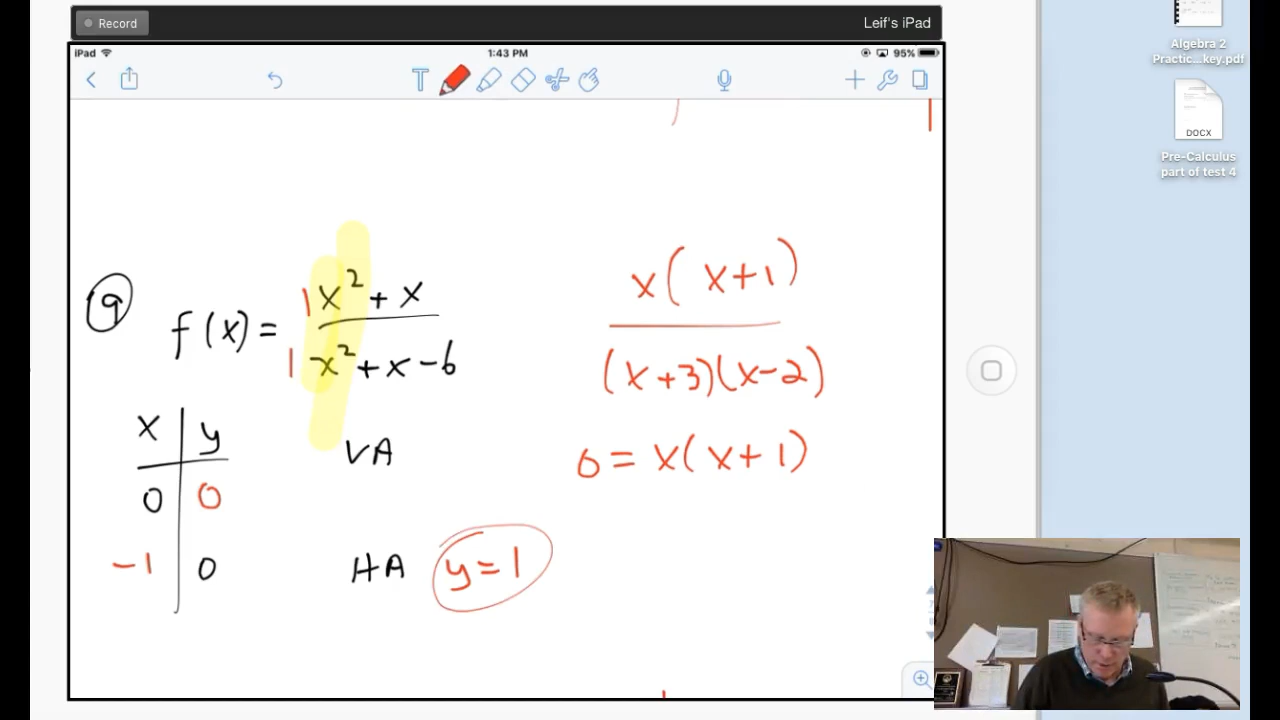 Record
Leif's iPad
iPad
1:43 PM
95%
T
Algebra 2
Practic...key.pdf
DOCX
Pre-Calculus
part of test 4
9
f(x) = 1x² + x
1x² + x - 6
x(x+1)
(x+3)(x-2)
0 = x(x+1)
x | y
0 | 0
-1 | 0
VA
HA y=1